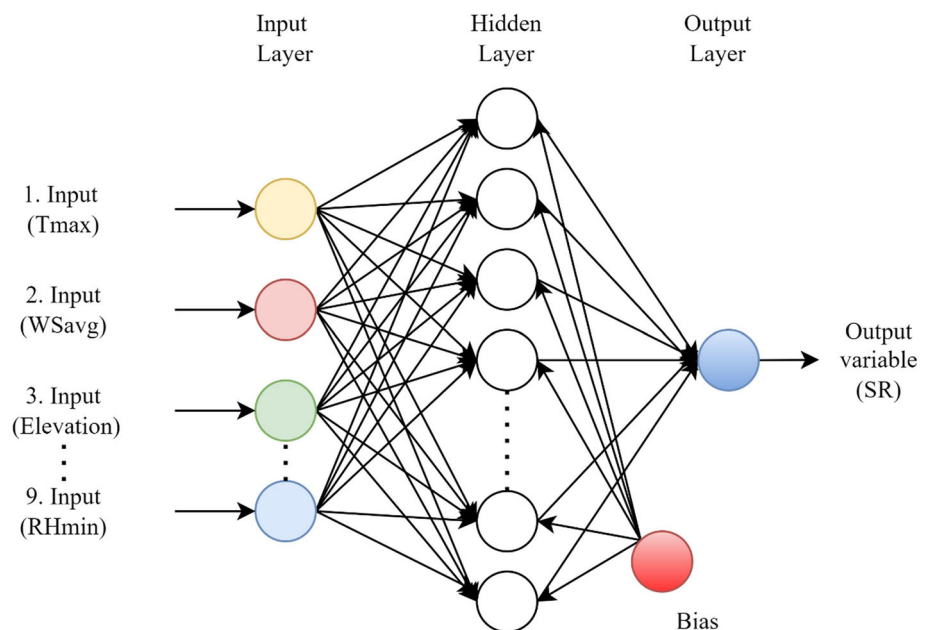 Input
Layer
Hidden
Layer
Output
Layer
1. Input
(Tmax)
2. Input
(WSavg)
3. Input
(Elevation)
9. Input
(RHmin)
Output
variable
(SR)
Bias